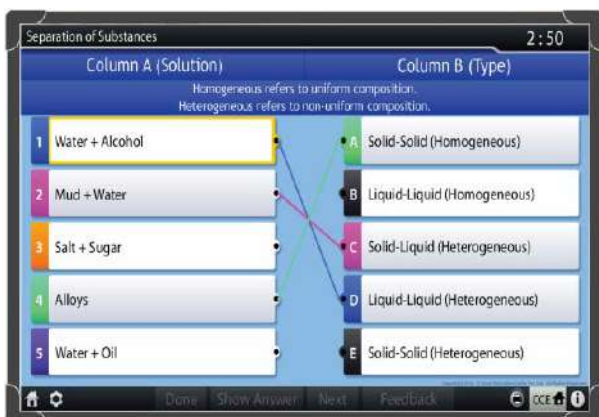 Separation of Substances
2:50
Column A (Solution)
Column B (Type)
Homogeneous refers to uniform composition.
Heterogeneous refers to non-uniform composition.
1 Water + Alcohol
A Solid-Solid (Homogeneous)
2 Mud + Water
B Liquid-Liquid (Homogeneous)
3 Salt + Sugar
C Solid-Liquid (Heterogeneous)
4 Alloys
D Liquid-Liquid (Heterogeneous)
5 Water + Oil
E Solid-Solid (Heterogeneous)
Done Show Answer Next Feedback
CCE